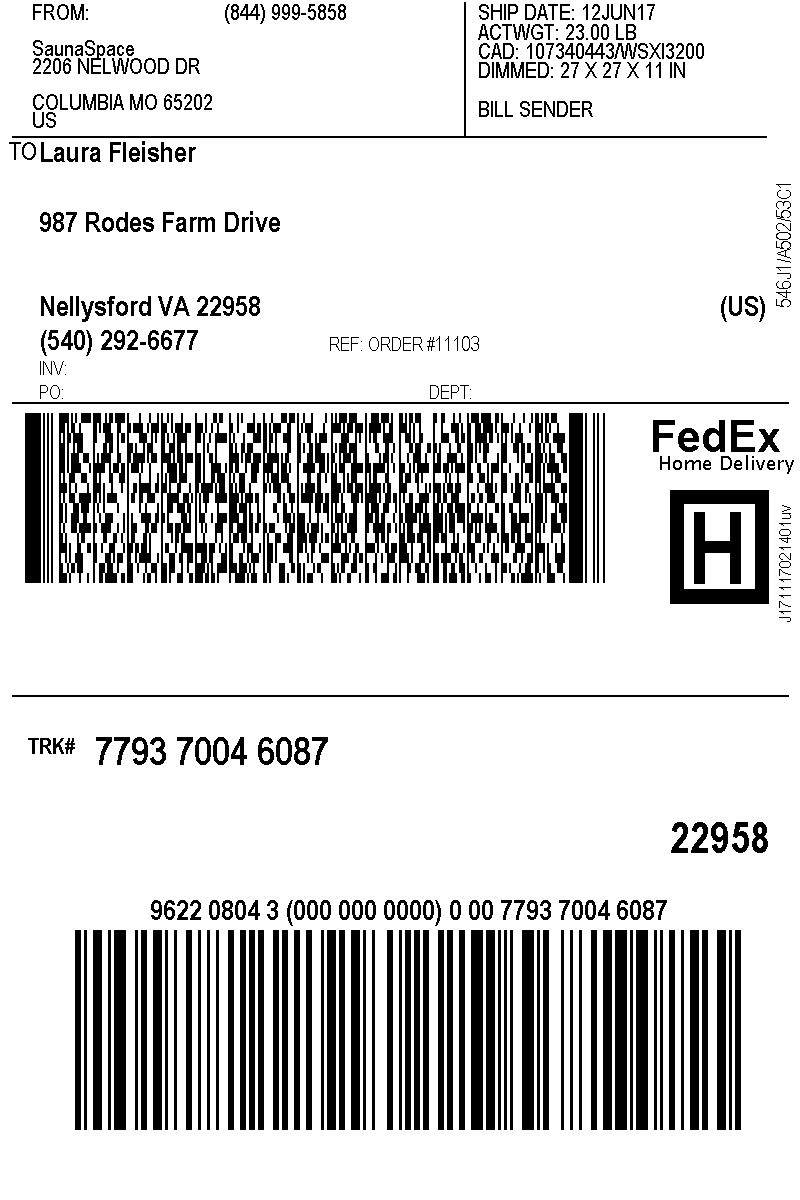 FROM: (844) 999-5858
SaunaSpace
2206 NELWOOD DR
COLUMBIA MO 65202
US
SHIP DATE: 12JUN17
ACTWGT: 23.00 LB
CAD: 107340443/WSXI3200
DIMMED: 27 X 27 X 11 IN
BILL SENDER
TO Laura Fleisher
987 Rodes Farm Drive
Nellysford VA 22958 (US)
(540) 292-6677 REF: ORDER #11103
INV:
PO: DEPT:
546J1/A502/53C1
FedEx
Home Delivery
H
J171117021401uv
TRK# 7793 7004 6087
22958
9622 0804 3 (000 000 0000) 0 00 7793 7004 6087